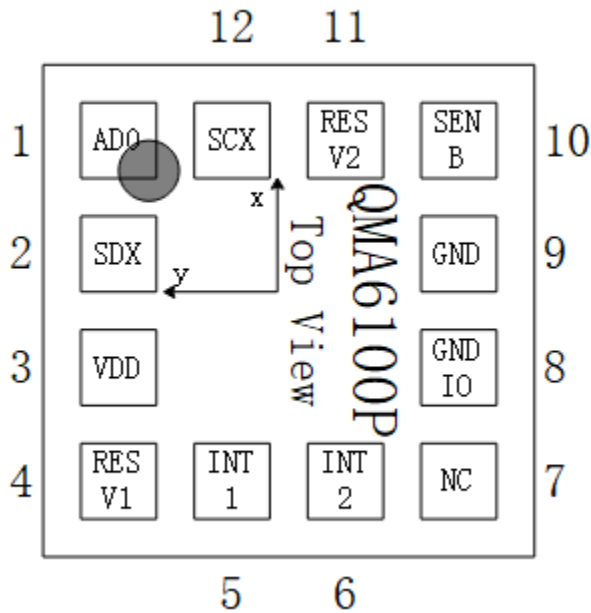 12 11
1 AD0 SCX RES SEN 10
V2 B
x
2 SDX y GND 9
Top View
QMA6100P
3 VDD GND 8
IO
4 RES INT INT NC 7
V1 1 2
5 6